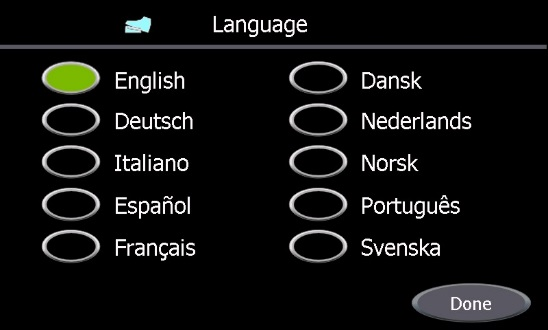 Language
English
Deutsch
Italiano
Español
Français
Dansk
Nederlands
Norsk
Português
Svenska
Done